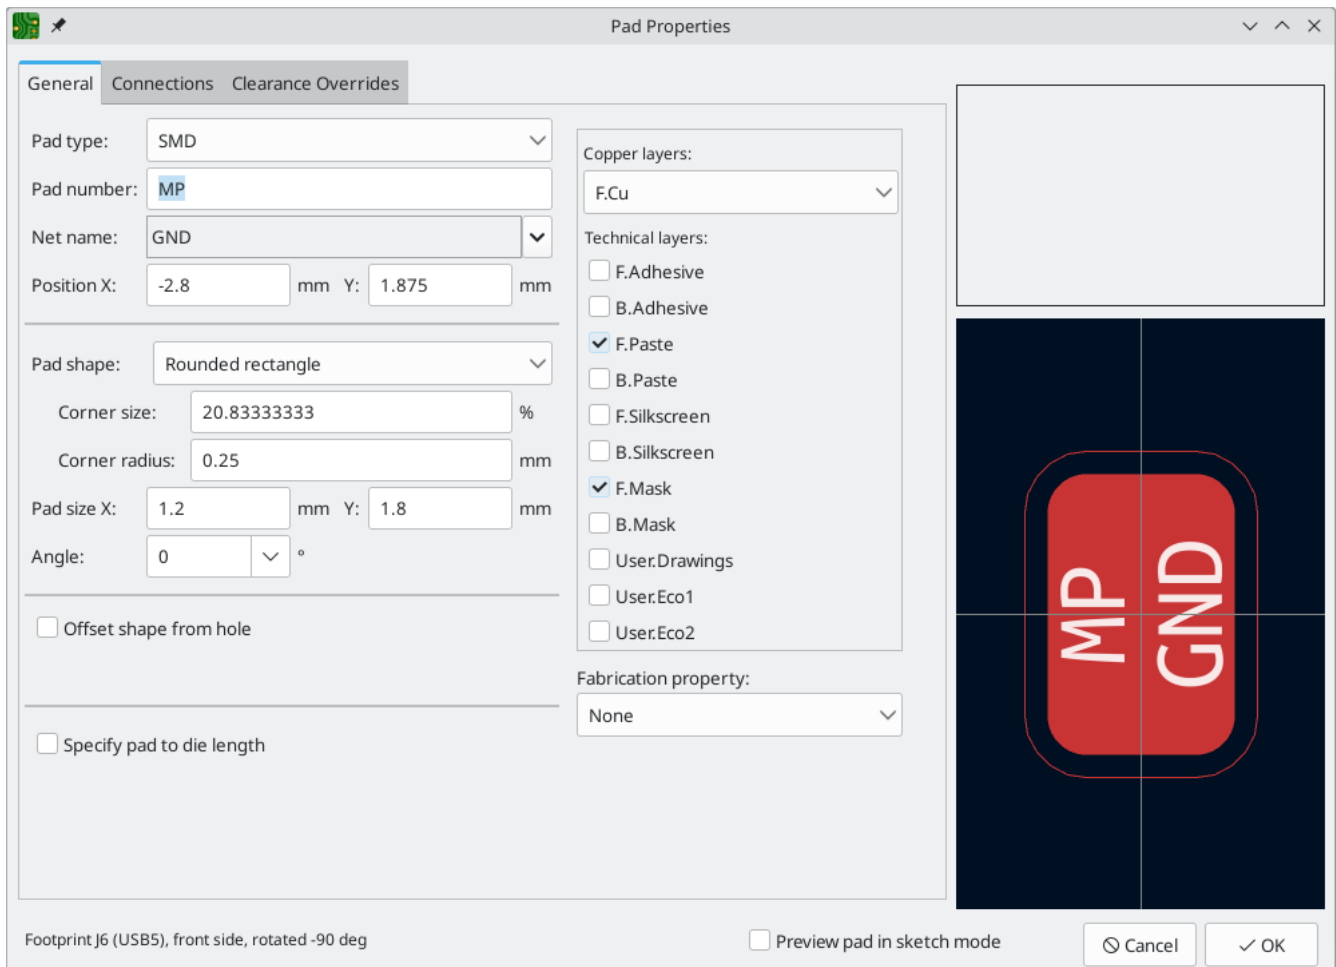 Pad Properties
General Connections Clearance Overrides
Pad type: SMD
Pad number: MP
Net name: GND
Position X: -2.8 mm Y: 1.875 mm
Pad shape: Rounded rectangle
Corner size: 20.83333333 %
Corner radius: 0.25 mm
Pad size X: 1.2 mm Y: 1.8 mm
Angle: 0 °
Offset shape from hole
Specify pad to die length
Copper layers:
F.Cu
Technical layers:
F.Adhesive
B.Adhesive
F.Paste
B.Paste
F.Silkscreen
B.Silkscreen
F.Mask
B.Mask
User.Drawings
User.Eco1
User.Eco2
Fabrication property:
None
MP
GND
Footprint J6 (USB5), front side, rotated -90 deg
Preview pad in sketch mode
Cancel
OK